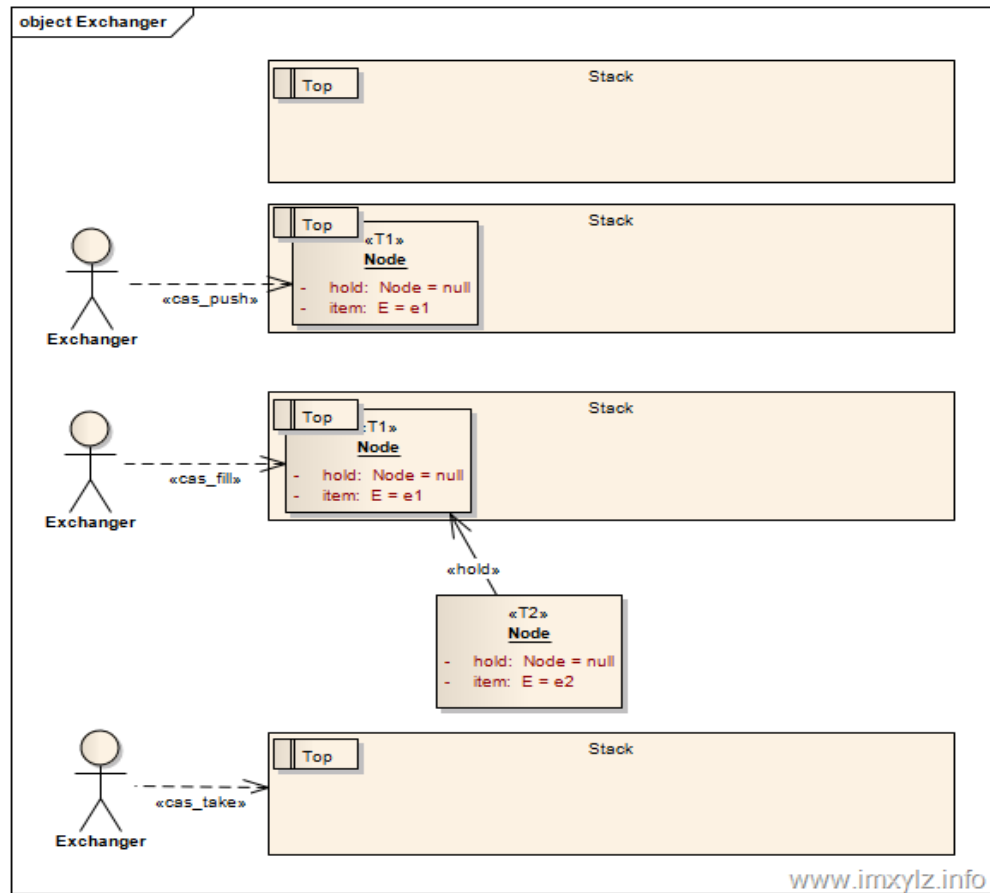 object Exchanger
Stack
Top
Stack
Top
«T1»
Node
- hold: Node = null
- item: E = e1
«cas_push»
Exchanger
Stack
Top
«T1»
Node
- hold: Node = null
- item: E = e1
«cas_fill»
Exchanger
«hold»
«T2»
Node
- hold: Node = null
- item: E = e2
Stack
Top
«cas_take»
Exchanger
www.imxylz.info